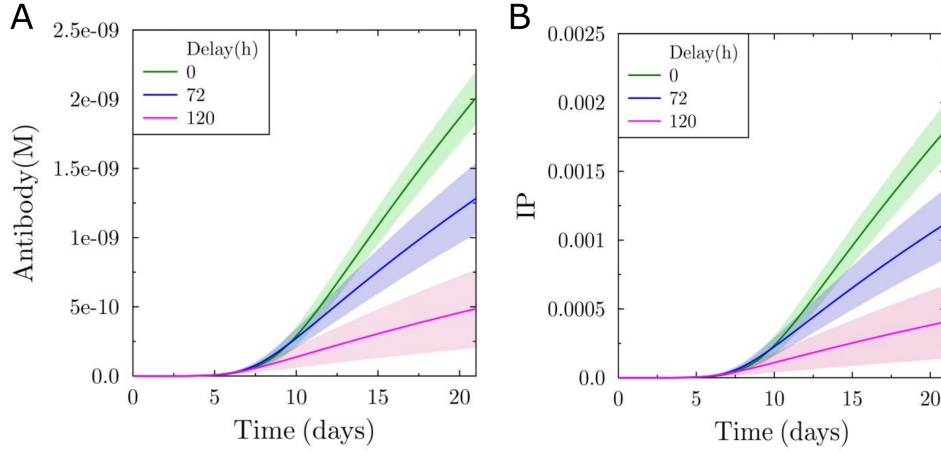 A
2.5e-09
2e-09
1.5e-09
1e-09
5e-10
0.0
Antibody(M)
Delay(h)
0
72
120
0 5 10 15 20
Time (days)
B
0.0025
0.002
0.0015
0.001
0.0005
0.0
IP
Delay(h)
0
72
120
0 5 10 15 20
Time (days)